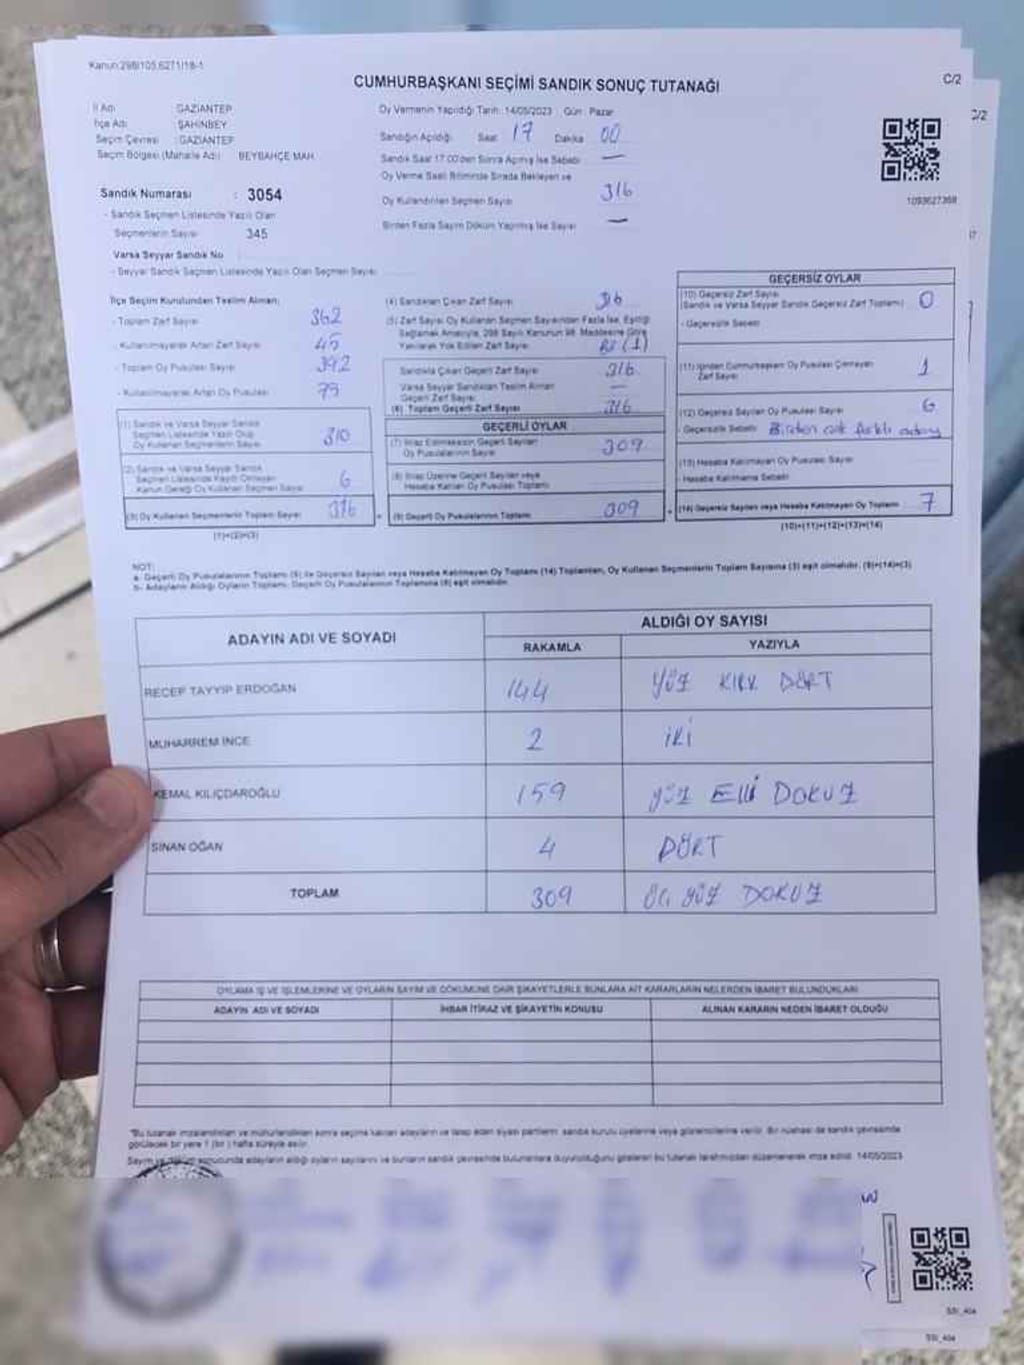 Kanun:298/105,6271/18-1
CUMHURBAŞKANI SEÇİMİ SANDIK SONUÇ TUTANAĞI
C/2
C/2
İl Adı : GAZİANTEP
İlçe Adı : ŞAHİNBEY
Seçim Çevresi : GAZİANTEP
Seçim Bölgesi (Mahalle Adı) : BEYBAHÇE MAH.
Oy Vermenin Yapıldığı Tarih: 14/05/2023 Gün: Pazar
Sandığın Açıldığı Saat 17 Dakika 00
Sandık Saat 17.00'den Sonra Açılmış İse Sebebi : —
Oy Verme Saati Bitiminde Sırada Bekleyen ve
Oy Kullandırılan Seçmen Sayısı 316
Birden Fazla Sayım Döküm Yapılmış İse Sayısı —
1093627368
Sandık Numarası : 3054
- Sandık Seçmen Listesinde Yazılı Olan
Seçmenlerin Sayısı 345
Varsa Seyyar Sandık No
- Seyyar Sandık Seçmen Listesinde Yazılı Olan Seçmen Sayısı
İlçe Seçim Kurulundan Teslim Alınan;
- Toplam Zarf Sayısı 362
- Kullanılmayarak Artan Zarf Sayısı 45
- Toplam Oy Pusulası Sayısı 392
- Kullanılmayarak Artan Oy Pusulası 75
(1) Sandık ve Varsa Seyyar Sandık
Seçmen Listesinde Yazılı Olup
Oy Kullanan Seçmenlerin Sayısı 310
(2) Sandık ve Varsa Seyyar Sandık
Seçmen Listesinde Kayıtlı Olmayan
Kanun Gereği Oy Kullanan Seçmen Sayısı 6
(3) Oy Kullanan Seçmenlerin Toplam Sayısı 316
(1)+(2)=(3)
(4) Sandıktan Çıkan Zarf Sayısı 316
(5) Zarf Sayısı Oy Kullanan Seçmen Sayısından Fazla İse, Eşitliği
Sağlamak Amacıyla, 298 Sayılı Kanunun 98. Maddesine Göre
Yakılarak Yok Edilen Zarf Sayısı (1)
Sandıkta Çıkan Geçerli Zarf Sayısı 316
Varsa Seyyar Sandıktan Teslim Alınan
Geçerli Zarf Sayısı —
(6) Toplam Geçerli Zarf Sayısı 316
GEÇERLİ OYLAR
(7) İtiraz Edilmeksizin Geçerli Sayılan
Oy Pusulalarının Sayısı 309
(8) İtiraz Üzerine Geçerli Sayılan veya
Hesaba Katılan Oy Pusulası Toplamı
(9) Geçerli Oy Pusulalarının Toplamı 309
GEÇERSİZ OYLAR
(10) Geçersiz Zarf Sayısı
(Sandık ve Varsa Seyyar Sandık Geçersiz Zarf Toplamı) 0
- Geçersizlik Sebebi
(11) İçinden Cumhurbaşkanı Oy Pusulası Çıkmayan
Zarf Sayısı 1
(12) Geçersiz Sayılan Oy Pusulası Sayısı 6
- Geçersizlik Sebebi Birden çok farklı aday
(13) Hesaba Katılmayan Oy Pusulası Sayısı
- Hesaba Katılmama Sebebi
(14) Geçersiz Sayılan veya Hesaba Katılmayan Oy Toplamı 7
(10)+(11)+(12)+(13)=(14)
NOT:
a- Geçerli Oy Pusulalarının Toplamı (9) ile Geçersiz Sayılan veya Hesaba Katılmayan Oy Toplamı (14) Toplamları, Oy Kullanan Seçmenlerin Toplam Sayısına (3) eşit olmalıdır. (9)+(14)=(3)
b- Adayların Aldığı Oyların Toplamı, Geçerli Oy Pusulalarının Toplamına (9) eşit olmalıdır.
ADAYIN ADI VE SOYADI
ALDIĞI OY SAYISI
RAKAMLA YAZIYLA
RECEP TAYYİP ERDOĞAN 144 YÜZ KIRK DÖRT
MUHARREM İNCE 2 İKİ
KEMAL KILIÇDAROĞLU 159 YÜZ ELLİ DOKUZ
SİNAN OĞAN 4 DÖRT
TOPLAM 309 ÜÇ YÜZ DOKUZ
OYLAMA İŞ VE İŞLEMLERİNE VE OYLARIN SAYIM VE DÖKÜMÜNE DAİR ŞİKAYETLERLE BUNLARA AİT KARARLARIN NELERDEN İBARET BULUNDUKLARI
ADAYIN ADI VE SOYADI İHBAR İTİRAZ VE ŞİKAYETİN KONUSU ALINAN KARARIN NEDEN İBARET OLDUĞU
"Bu tutanak imzalandıktan ve mühürlendikten sonra seçime katılan adayların ve talep eden siyasi partilerin sandık kurulu üyelerine veya gözlemcilerine verilir. Bir nüshası da sandık çevresinde
görülecek bir yere 1 (bir) hafta süreyle asılır.
sonucunda adayların aldığı oyların sayılarını ve bunların sandık çevresinde bulunanlara duyurulduğunu gösteren bu tutanak tarafımızdan düzenlenerek imza edildi. 14/05/2023